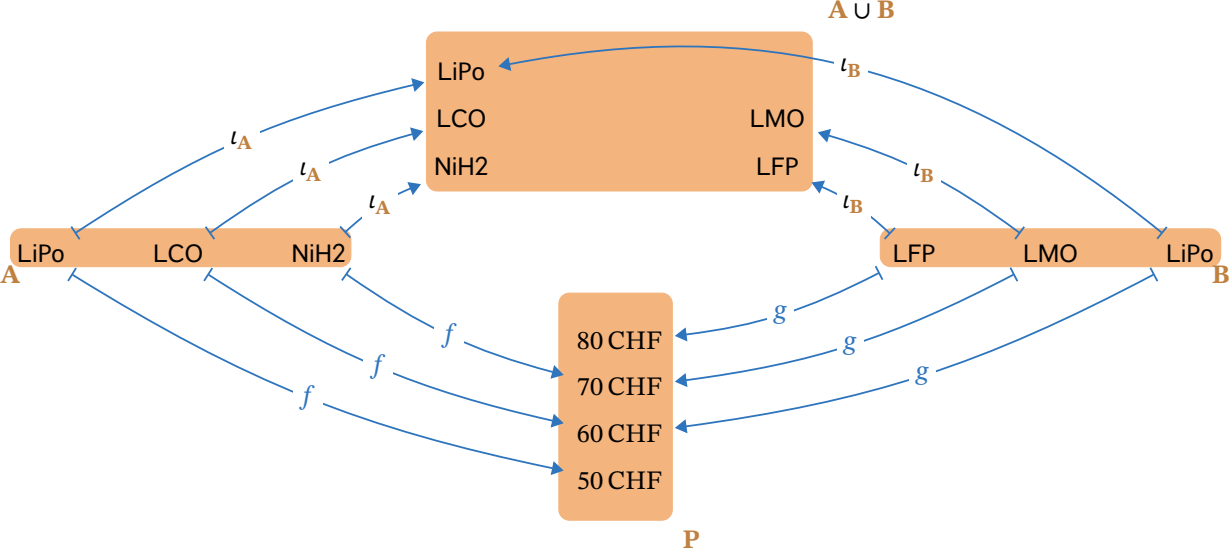 A ∪ B
LiPo
ι_B
LCO
LMO
ι_A
NiH2
LFP
ι_A
ι_B
ι_A
ι_B
LiPo LCO NiH2
LFP LMO LiPo
A
B
80 CHF
g
f
70 CHF
g
f
60 CHF
g
f
50 CHF
P